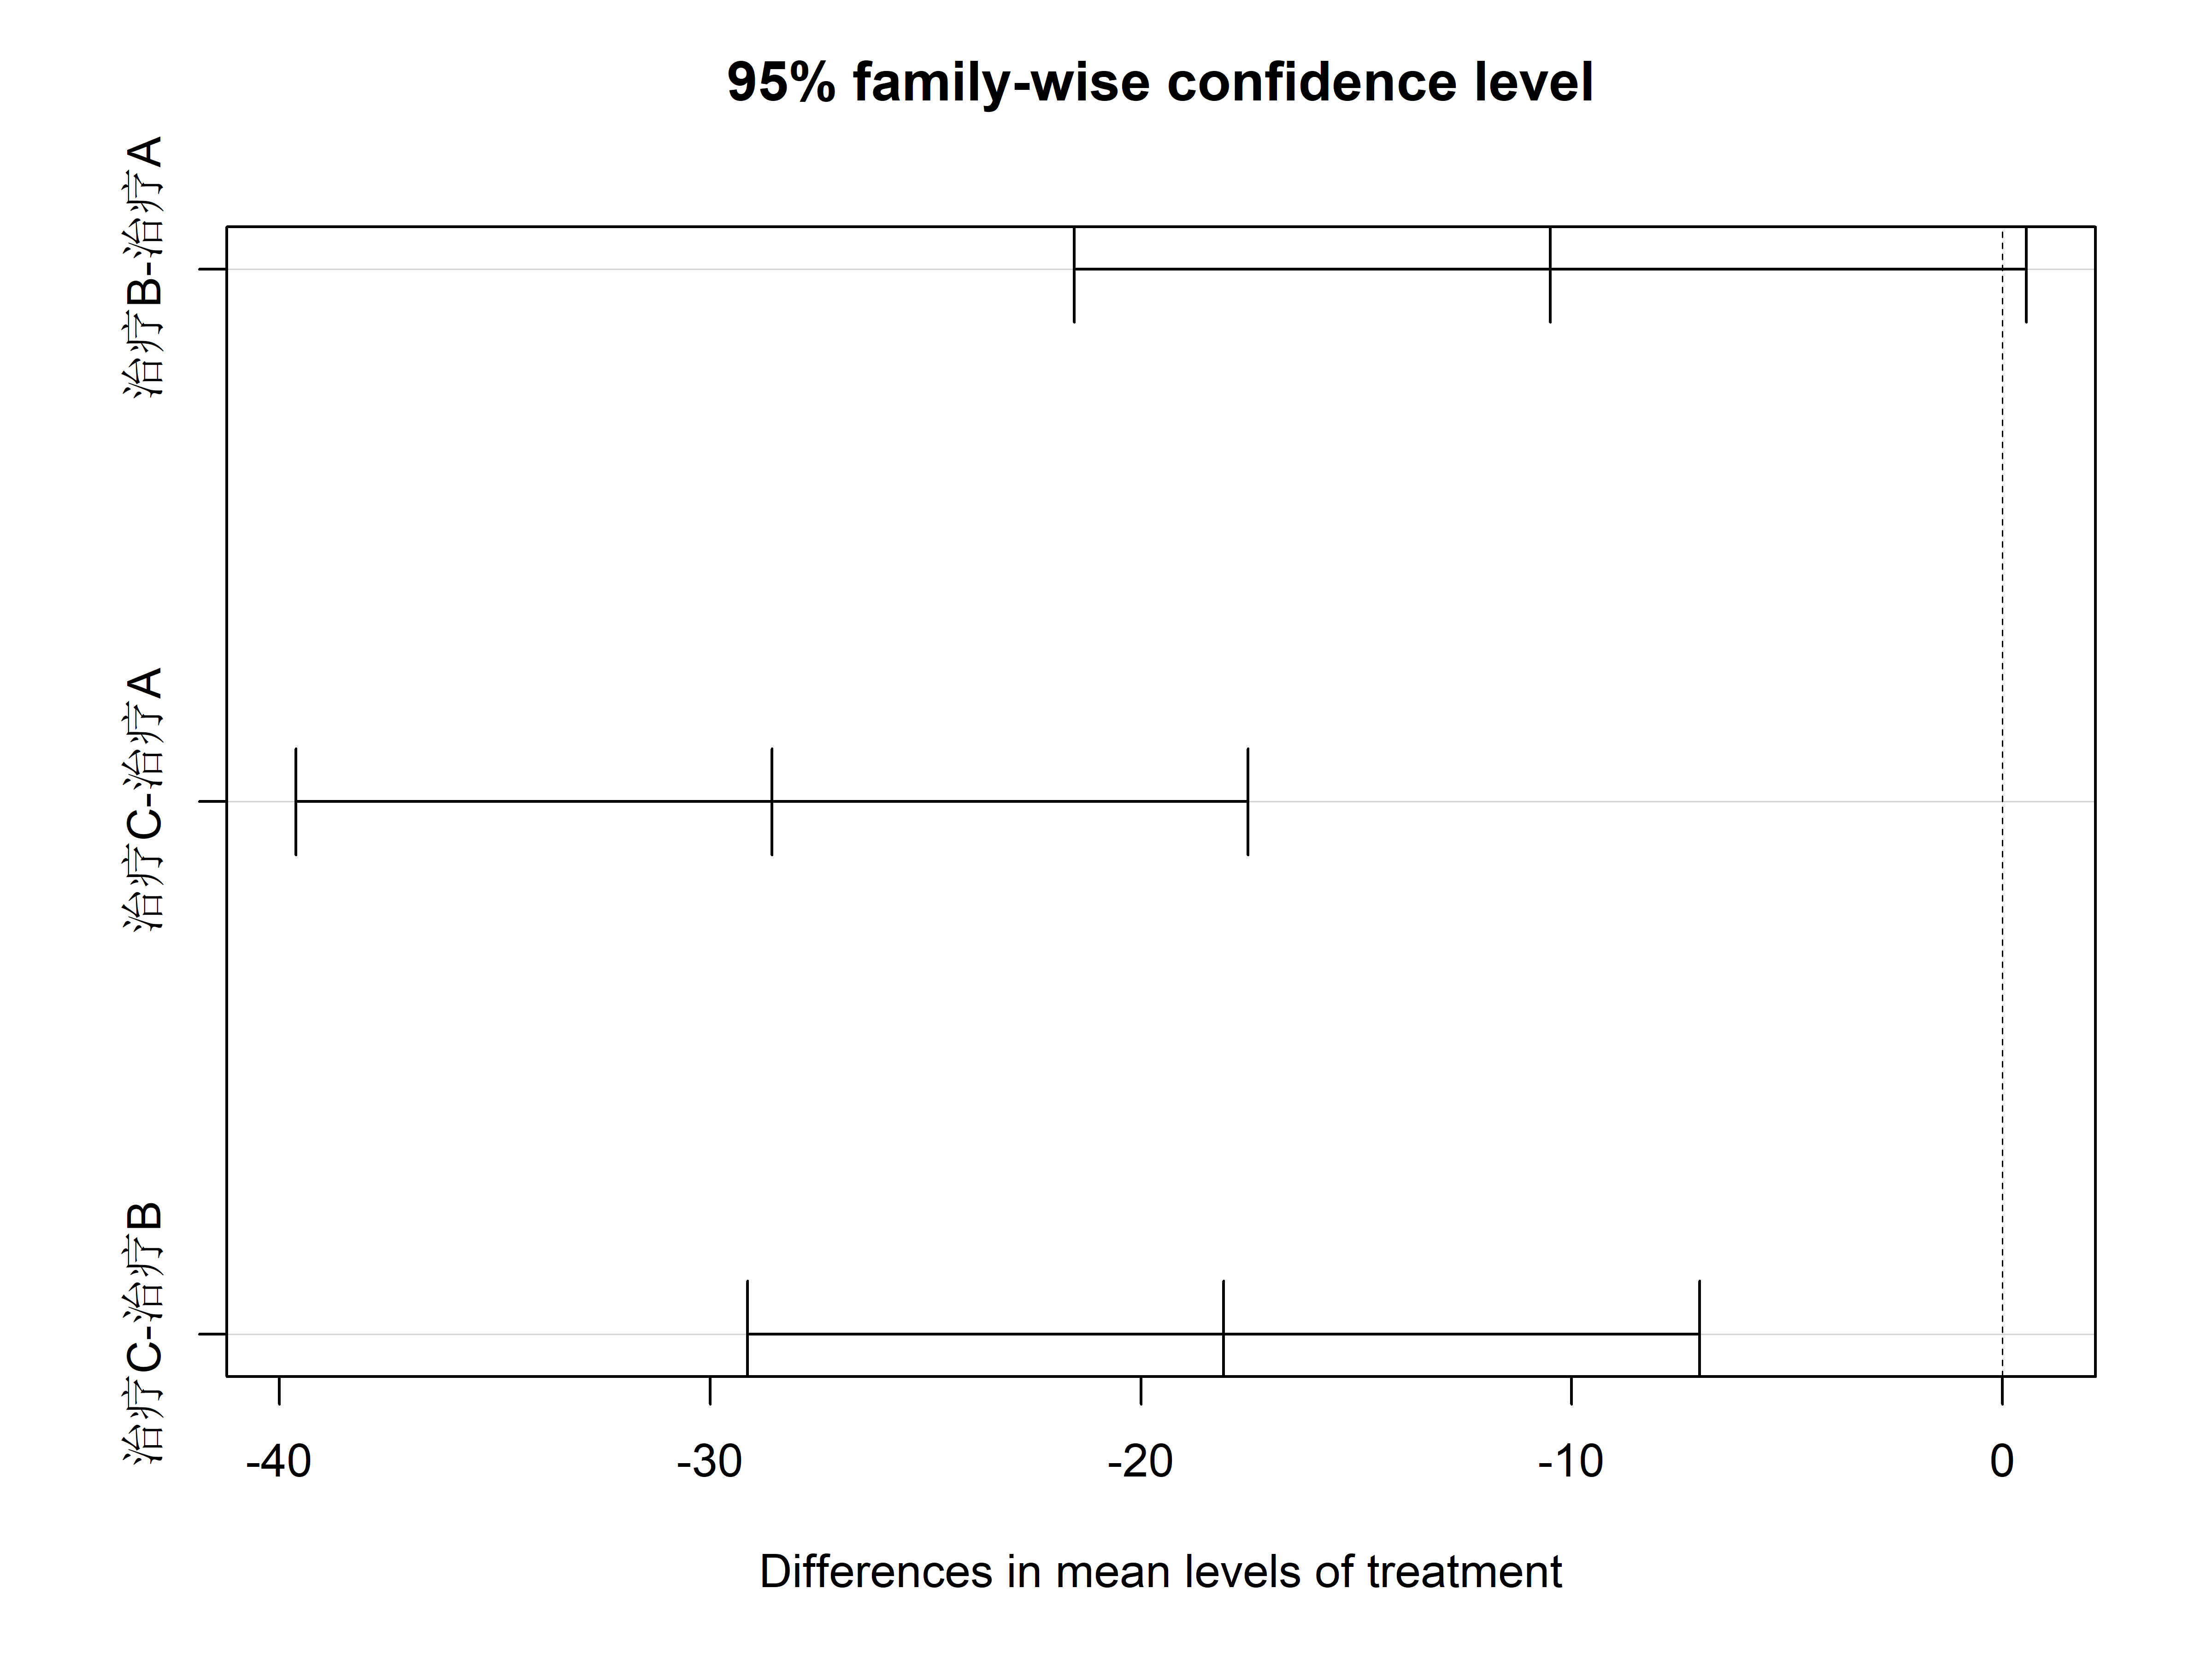 95% family-wise confidence level
治疗B-治疗A
治疗C-治疗A
治疗C-治疗B
-40 -30 -20 -10 0
Differences in mean levels of treatment